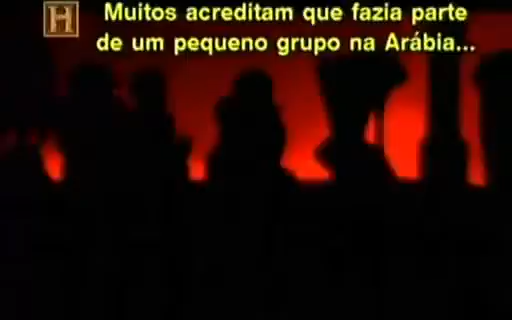 H
Muitos acreditam que fazia parte
de um pequeno grupo na Arábia...